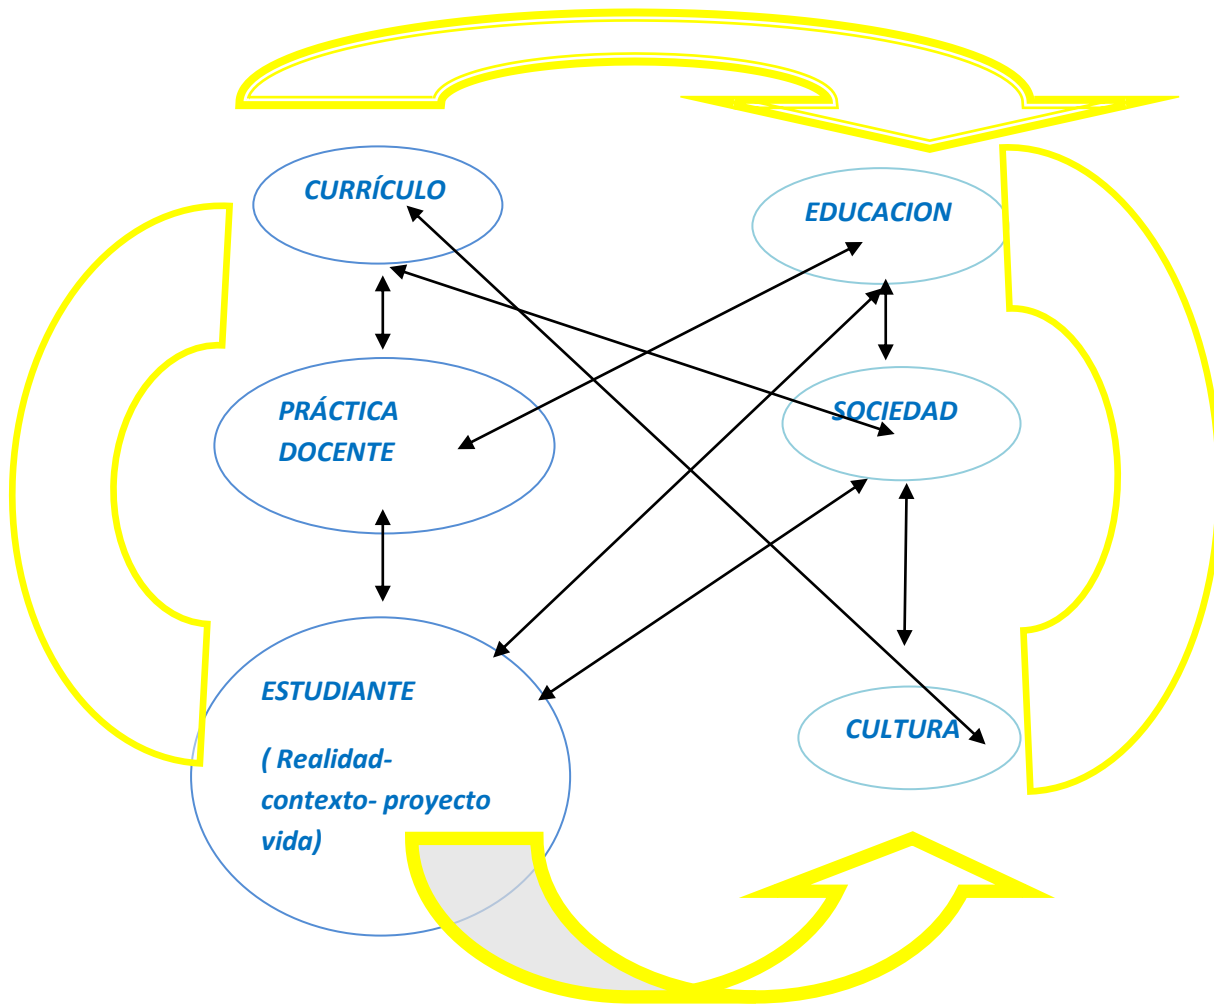 CURRÍCULO
EDUCACION
PRÁCTICA
DOCENTE
SOCIEDAD
ESTUDIANTE
( Realidad-
contexto- proyecto
vida)
CULTURA